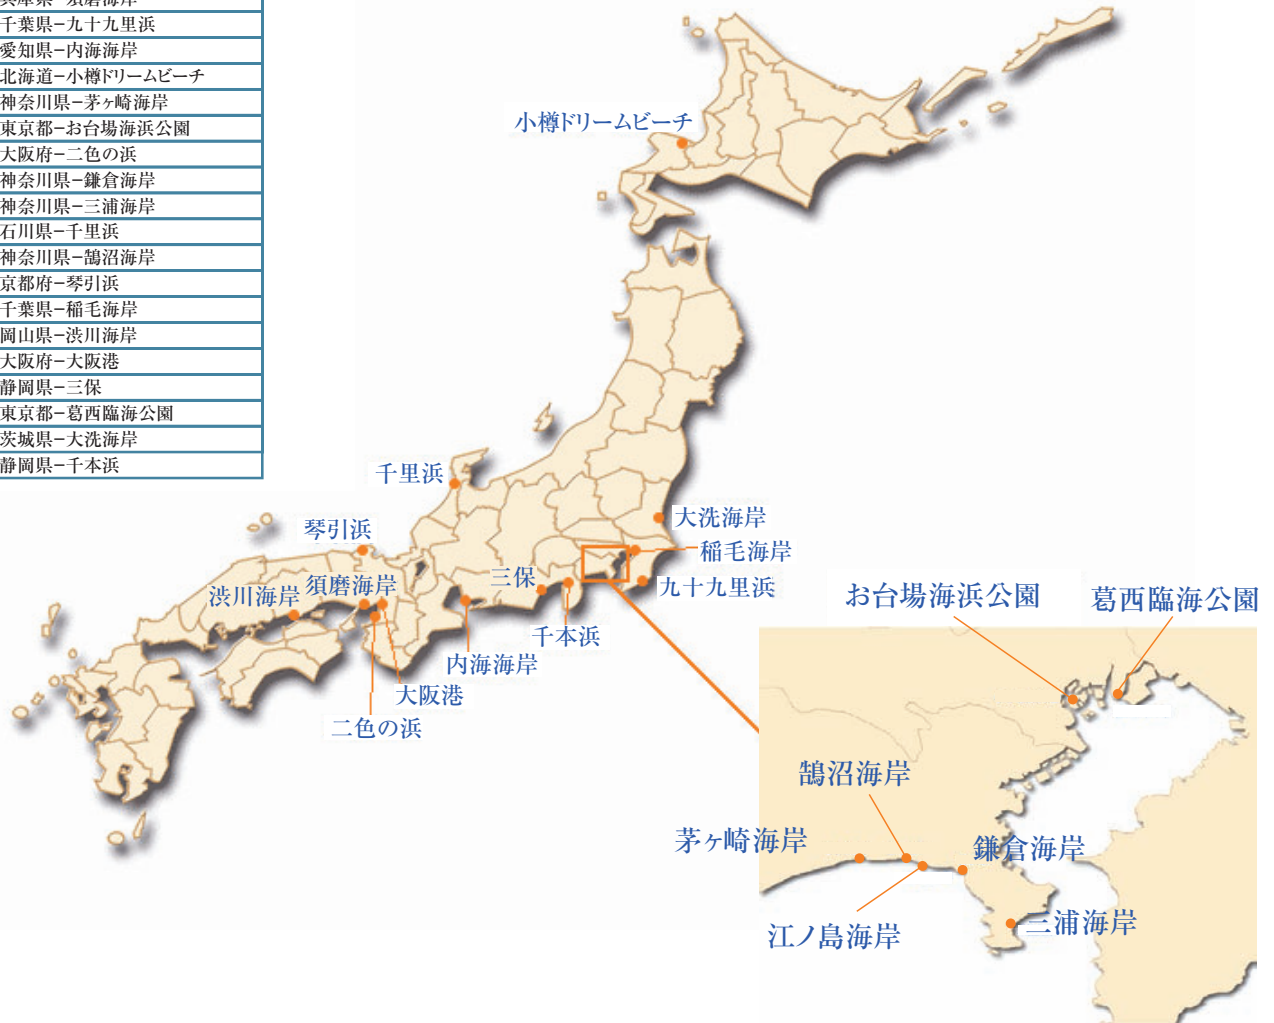 兵庫県−須磨海岸
千葉県−九十九里浜
愛知県−内海海岸
北海道−小樽ドリームビーチ
神奈川県−茅ヶ崎海岸
東京都−お台場海浜公園
大阪府−二色の浜
神奈川県−鎌倉海岸
神奈川県−三浦海岸
石川県−千里浜
神奈川県−鵠沼海岸
京都府−琴引浜
千葉県−稲毛海岸
岡山県−渋川海岸
大阪府−大阪港
静岡県−三保
東京都−葛西臨海公園
茨城県−大洗海岸
静岡県−千本浜
小樽ドリームビーチ
千里浜
大洗海岸
琴引浜
稲毛海岸
三保
九十九里浜
須磨海岸
渋川海岸
千本浜
内海海岸
大阪港
二色の浜
お台場海浜公園
葛西臨海公園
鵠沼海岸
茅ヶ崎海岸
鎌倉海岸
三浦海岸
江ノ島海岸